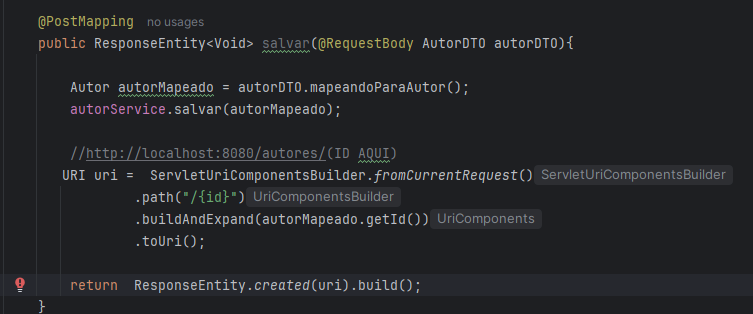 @PostMapping no usages
public ResponseEntity<Void> salvar(@RequestBody AutorDTO autorDTO){
Autor autorMapeado = autorDTO.mapeandoParaAutor();
autorService.salvar(autorMapeado);
//http://localhost:8080/autores/(ID AQUI)
URI uri = ServletUriComponentsBuilder.fromCurrentRequest() ServletUriComponentsBuilder
.path("/{id}") UriComponentsBuilder
.buildAndExpand(autorMapeado.getId()) UriComponents
.toUri();
return ResponseEntity.created(uri).build();
}